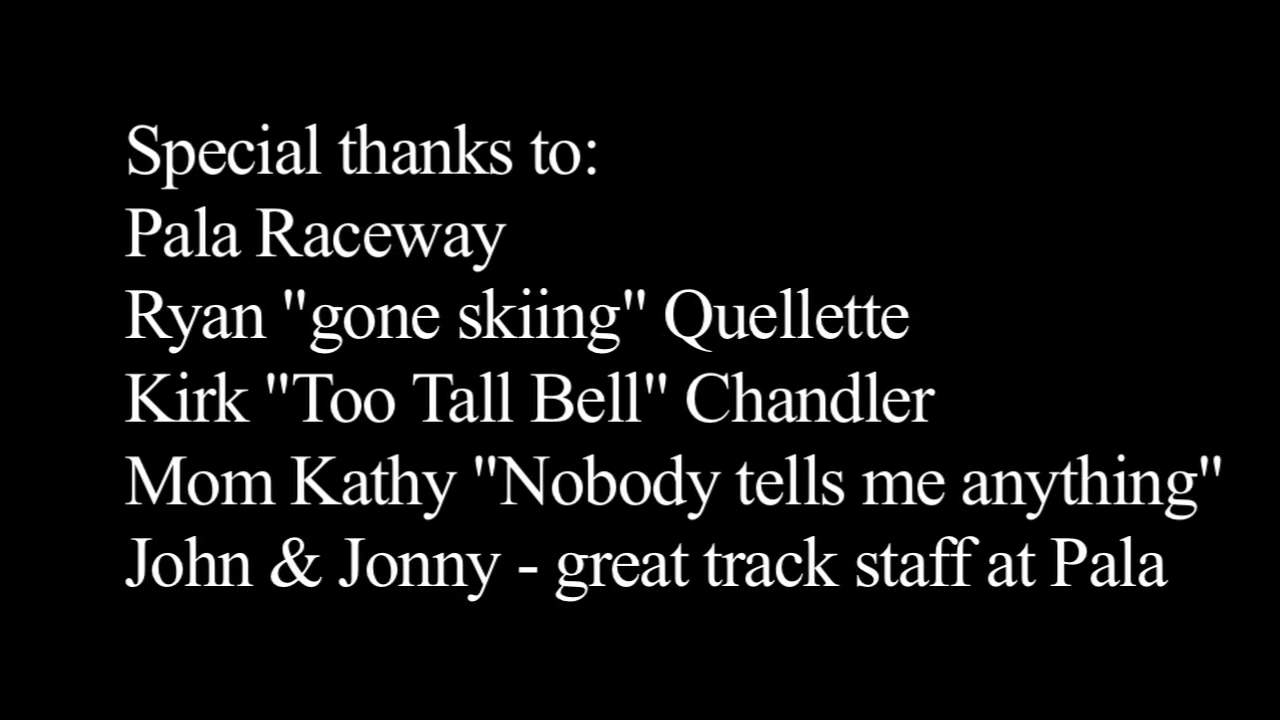 Special thanks to:
Pala Raceway
Ryan "gone skiing" Quellette
Kirk "Too Tall Bell" Chandler
Mom Kathy "Nobody tells me anything"
John & Jonny - great track staff at Pala